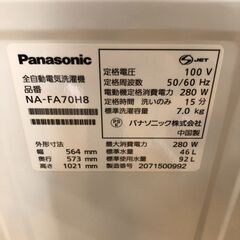 Panasonic
全自動電気洗濯機
品番
NA-FA70H8
外形寸法
幅 564 mm
奥行 573 mm
高さ 1021 mm
JET
定格電圧 100 V
定格周波数 50/60 Hz
電動機定格消費電力 280 W
定格時間 洗いのみ 15 分
標準洗濯容量 7.0 kg
パナソニック株式会社
中国製
最大消費電力 280 W
標準水量 46 L
標準使用水量 92 L
製造番号 2071500992